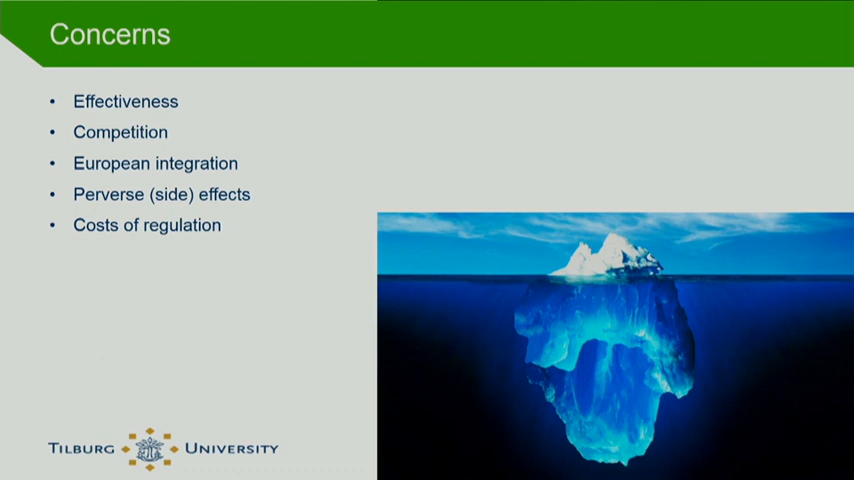 Concerns
• Effectiveness
• Competition
• European integration
• Perverse (side) effects
• Costs of regulation
TILBURG UNIVERSITY